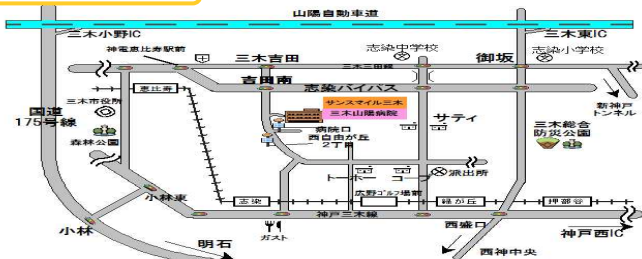 山陽自動車道
三木小野IC
三木東IC
神電恵比寿駅前
三木吉田
志染中学校
御坂
志染小学校
三木三田線
吉田南
志染バイパス
恵比寿
三木市役所
サンスマイル三木
三木山陽病院
新神戸
トンネル
国道
175号線
森林公園
病院口
西自由が丘
2丁目
サティ
三木総合
防災公園
トーホー
コープ
派出所
小林東
志染
広野ゴルフ場前
緑が丘
押部谷
神戸三木線
小林
ガスト
西盛口
神戸西IC
明石
西神中央